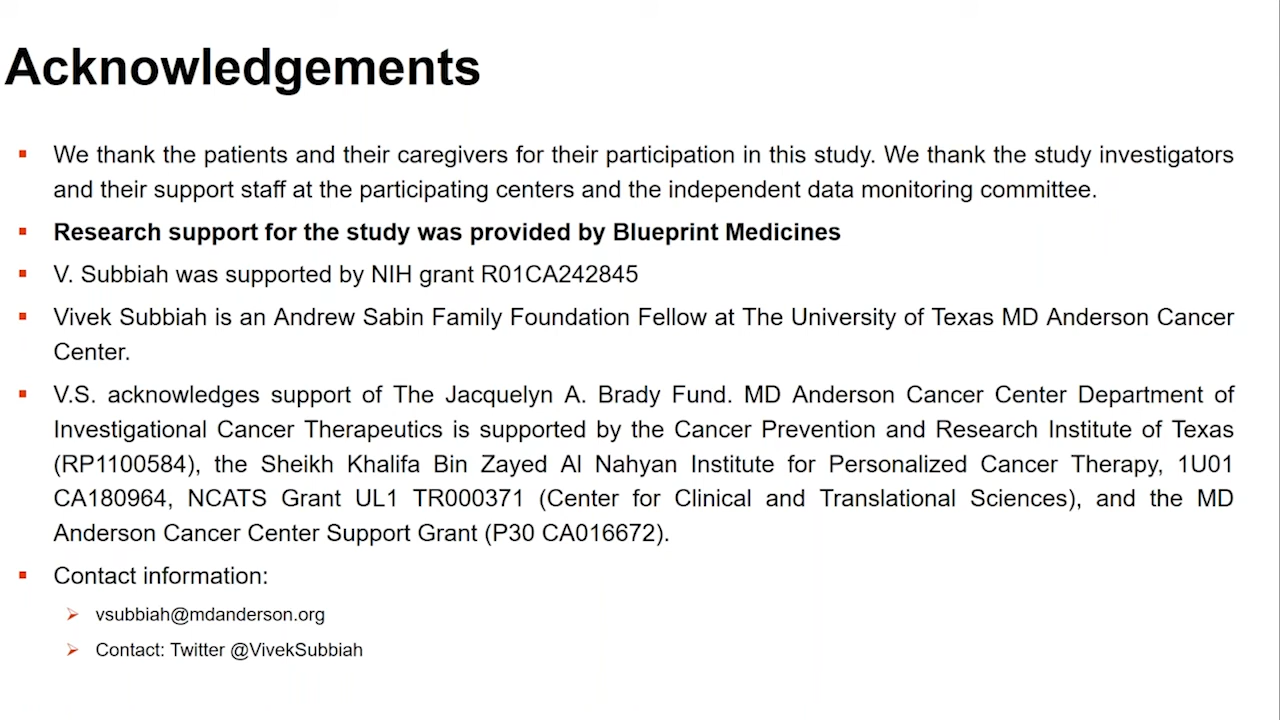 Acknowledgements
We thank the patients and their caregivers for their participation in this study. We thank the study investigators
and their support staff at the participating centers and the independent data monitoring committee.
Research support for the study was provided by Blueprint Medicines
V. Subbiah was supported by NIH grant R01CA242845
Vivek Subbiah is an Andrew Sabin Family Foundation Fellow at The University of Texas MD Anderson Cancer
Center.
V.S. acknowledges support of The Jacquelyn A. Brady Fund. MD Anderson Cancer Center Department of
Investigational Cancer Therapeutics is supported by the Cancer Prevention and Research Institute of Texas
(RP1100584), the Sheikh Khalifa Bin Zayed Al Nahyan Institute for Personalized Cancer Therapy, 1U01
CA180964, NCATS Grant UL1 TR000371 (Center for Clinical and Translational Sciences), and the MD
Anderson Cancer Center Support Grant (P30 CA016672).
Contact information:
vsubbiah@mdanderson.org
Contact: Twitter @VivekSubbiah